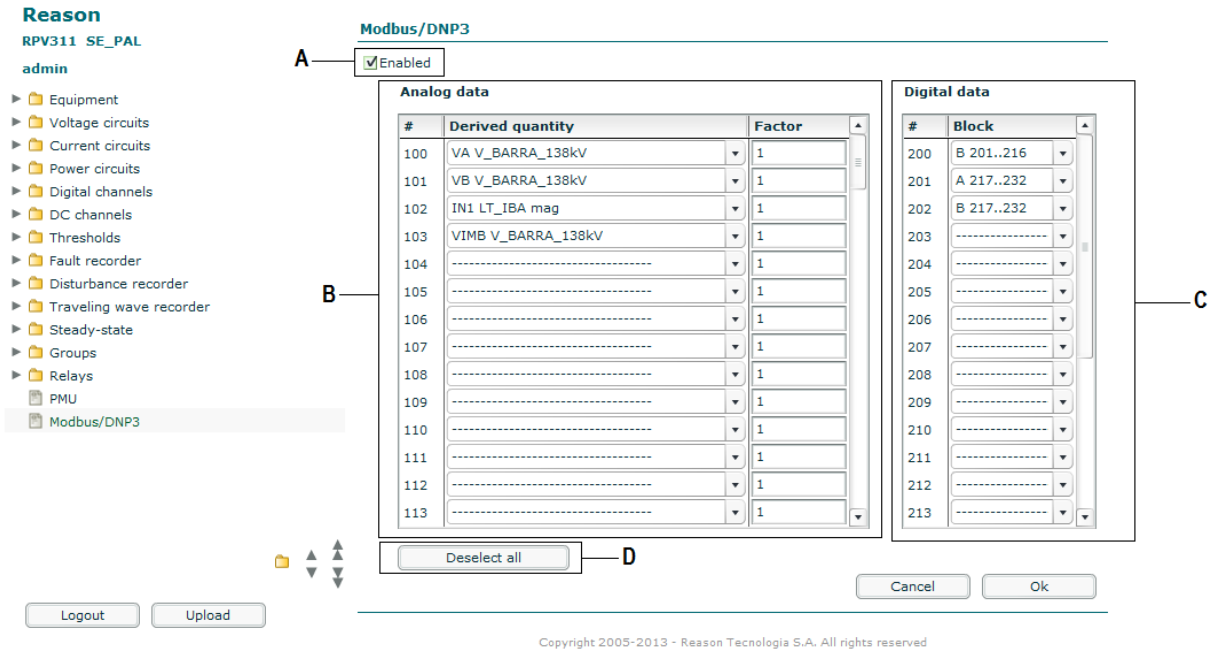 Reason
RPV311 SE_PAL
admin
Equipment
Voltage circuits
Current circuits
Power circuits
Digital channels
DC channels
Thresholds
Fault recorder
Disturbance recorder
Traveling wave recorder
Steady-state
Groups
Relays
PMU
Modbus/DNP3
Logout Upload
Modbus/DNP3
A
Enabled
B
Analog data
# Derived quantity Factor
100 VA V_BARRA_138kV 1
101 VB V_BARRA_138kV 1
102 IN1 LT_IBA mag 1
103 VIMB V_BARRA_138kV 1
104 -------------------------------- 1
105 -------------------------------- 1
106 -------------------------------- 1
107 -------------------------------- 1
108 -------------------------------- 1
109 -------------------------------- 1
110 -------------------------------- 1
111 -------------------------------- 1
112 -------------------------------- 1
113 -------------------------------- 1
Digital data
# Block
200 B 201..216
201 A 217..232
202 B 217..232
203 ----------------
204 ----------------
205 ----------------
206 ----------------
207 ----------------
208 ----------------
209 ----------------
210 ----------------
211 ----------------
212 ----------------
213 ----------------
C
Deselect all
D
Cancel Ok
Copyright 2005-2013 - Reason Tecnologia S.A. All rights reserved